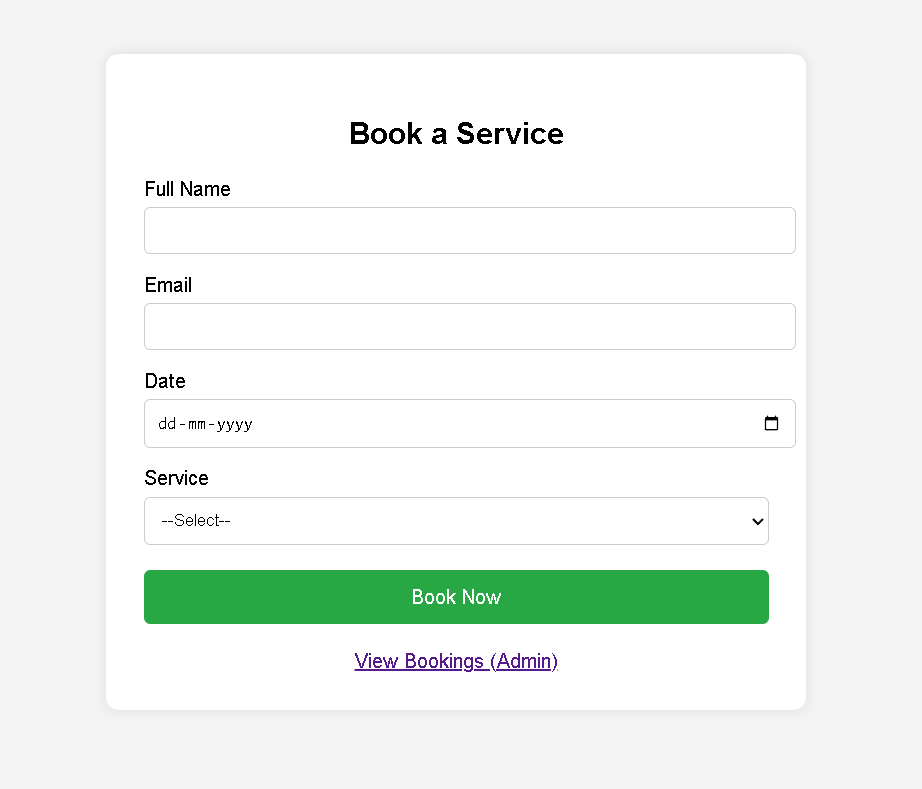 Book a Service
Full Name
Email
Date
dd-mm-yyyy
Service
--Select--
Book Now
View Bookings (Admin)